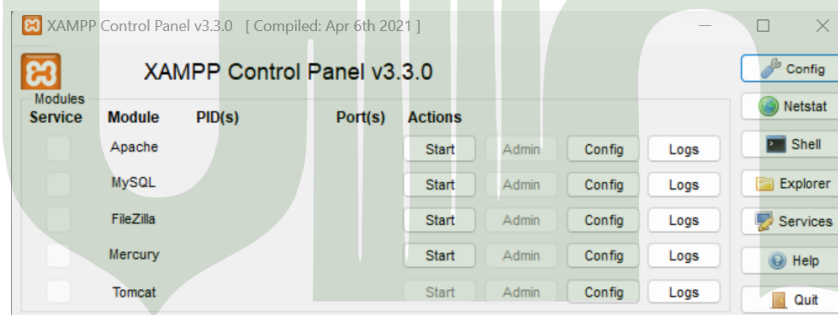 XAMPP Control Panel v3.3.0 [ Compiled: Apr 6th 2021 ]
XAMPP Control Panel v3.3.0
Config
Modules
Netstat
Service Module PID(s) Port(s) Actions
Apache Start Admin Config Logs
Shell
MySQL Start Admin Config Logs
Explorer
FileZilla Start Admin Config Logs
Services
Mercury Start Admin Config Logs
Help
Tomcat Start Admin Config Logs
Quit